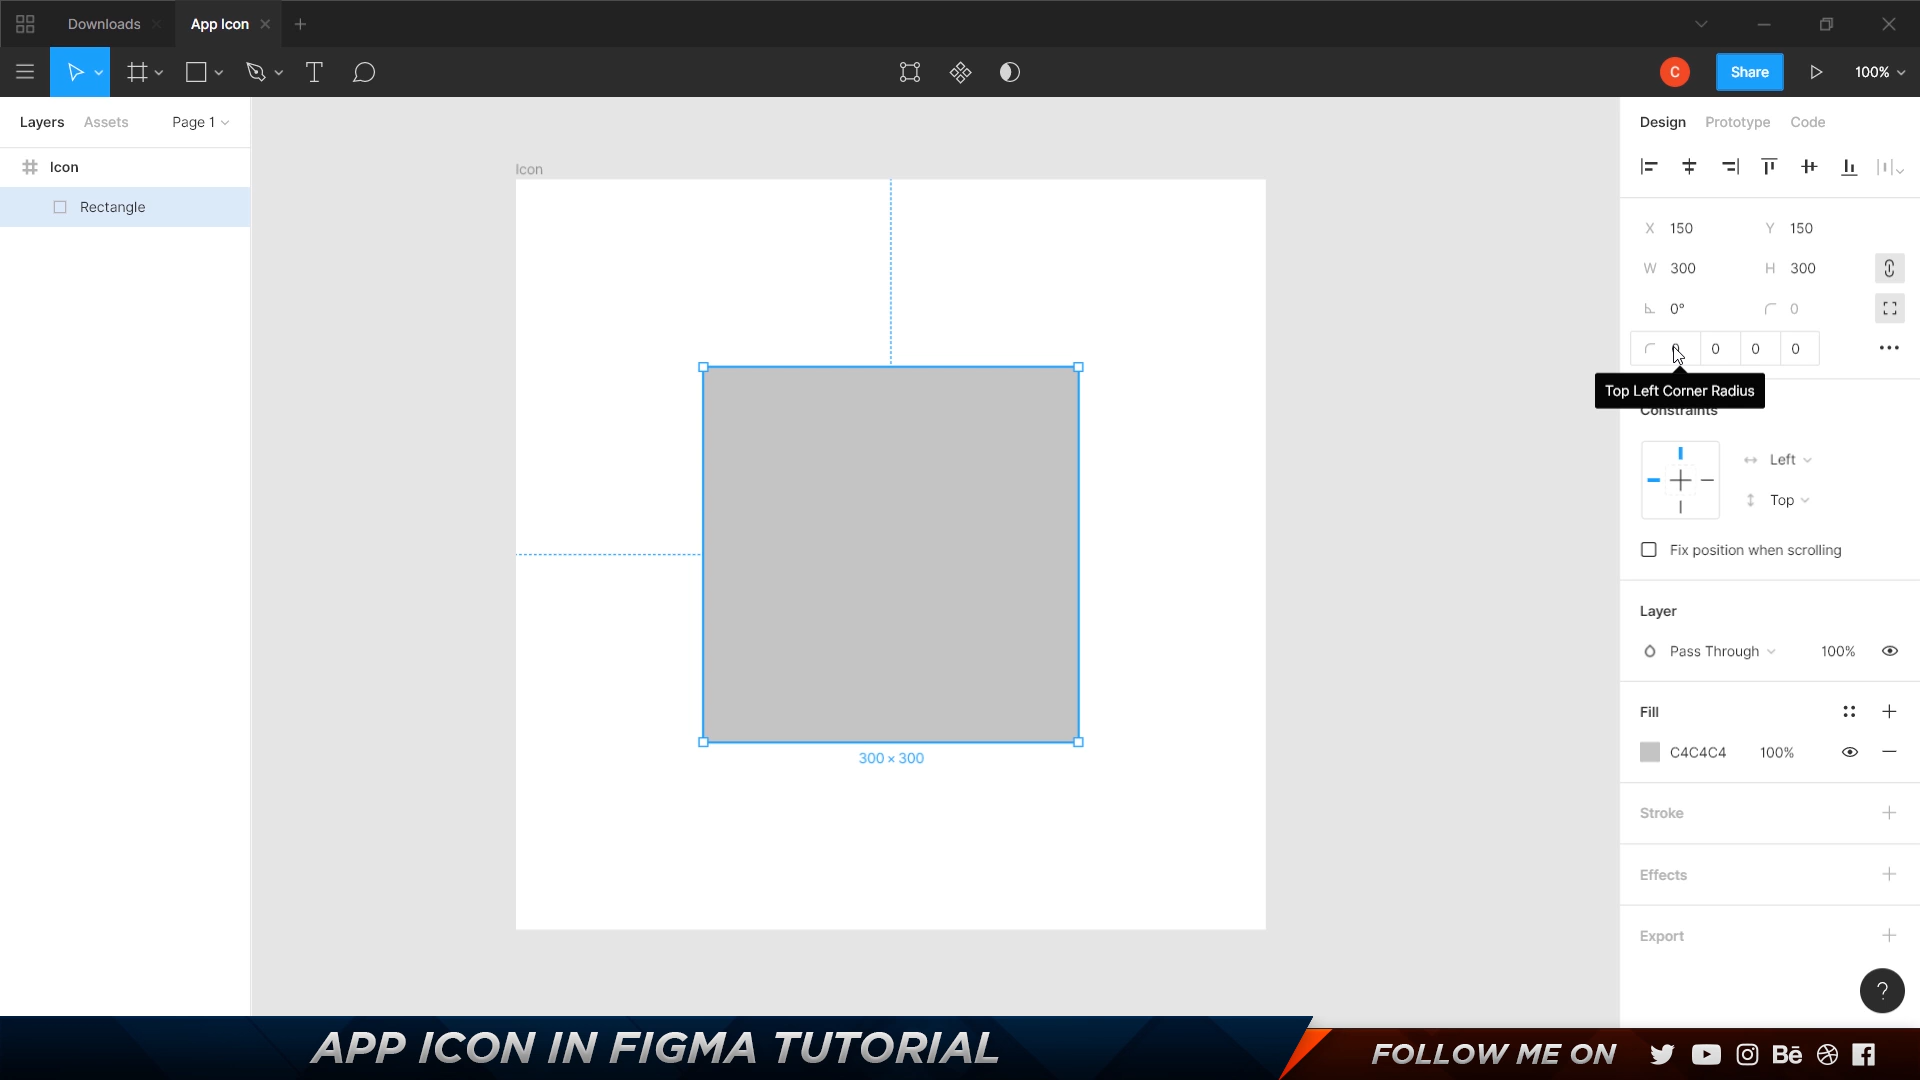 Downloads
App Icon
C
Share
100%
Layers Assets Page 1
Design Prototype Code
Icon
Rectangle
Icon
300 × 300
X 150 Y 150
W 300 H 300
0° 0
0 0 0 0
Top Left Corner Radius
Constraints
Left
Top
Fix position when scrolling
Layer
Pass Through 100%
Fill
C4C4C4 100%
Stroke
Effects
Export
?
APP ICON IN FIGMA TUTORIAL
FOLLOW ME ON
Bē